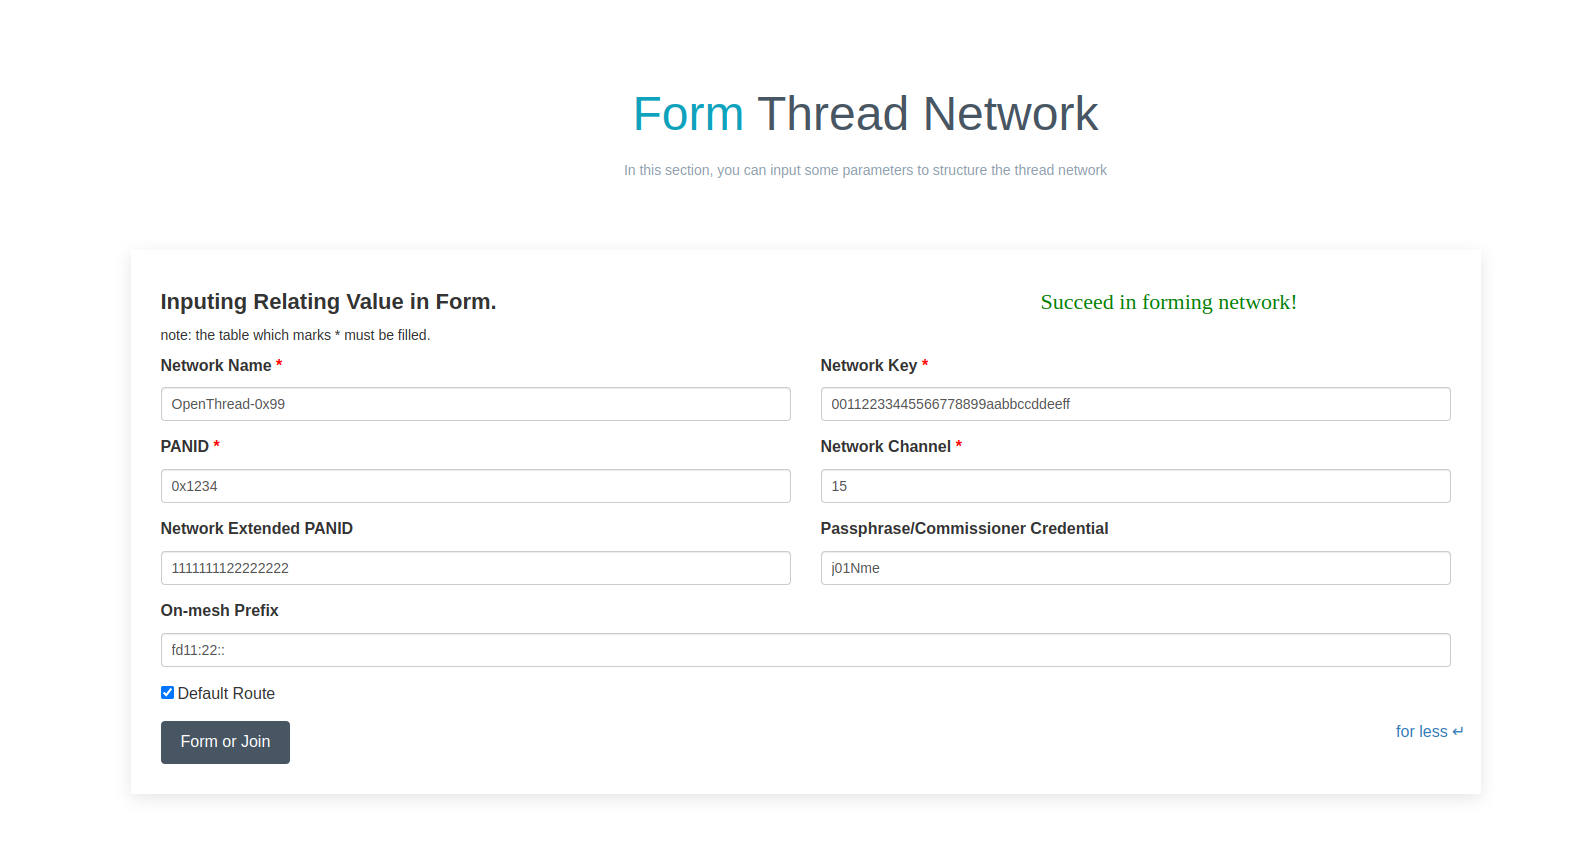 Form Thread Network
In this section, you can input some parameters to structure the thread network
Inputing Relating Value in Form.
Succeed in forming network!
note: the table which marks * must be filled.
Network Name *
Network Key *
OpenThread-0x99
00112233445566778899aabbccddeeff
PANID *
Network Channel *
0x1234
15
Network Extended PANID
Passphrase/Commissioner Credential
1111111122222222
j01Nme
On-mesh Prefix
fd11:22::
Default Route
Form or Join
for less ↵